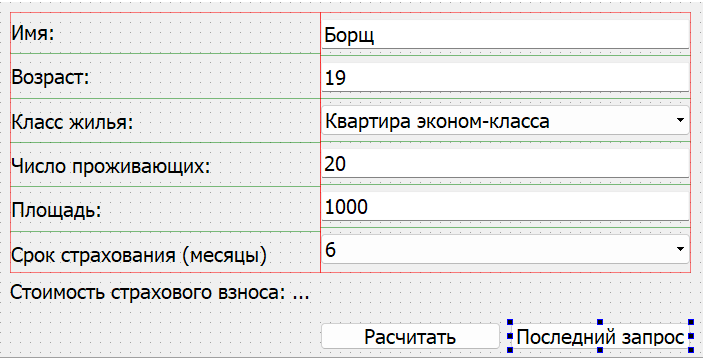 Имя: Борщ
Возраст: 19
Класс жилья: Квартира эконом-класса
Число проживающих: 20
Площадь: 1000
Срок страхования (месяцы) 6
Стоимость страхового взноса: ...
Расчитать Последний запрос